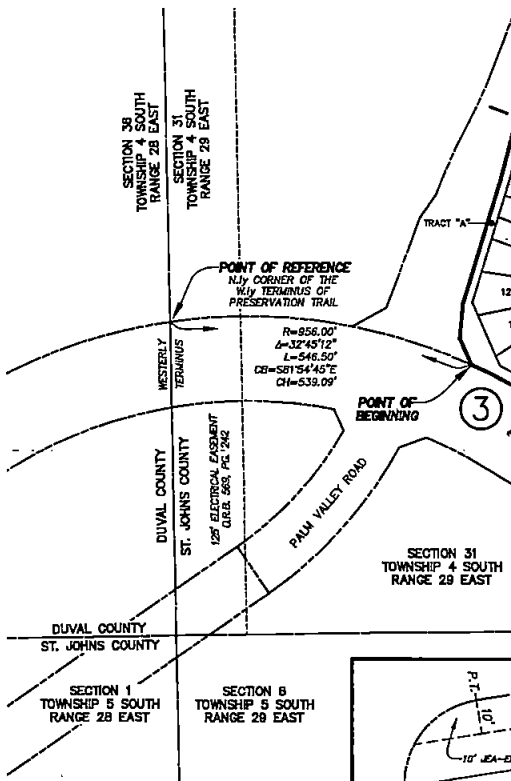 SECTION 38
TOWNSHIP 4 SOUTH
RANGE 28 EAST
SECTION 31
TOWNSHIP 4 SOUTH
RANGE 29 EAST
TRACT "A"
12
POINT OF REFERENCE
N.ly CORNER OF THE
W.ly TERMINUS OF
PRESERVATION TRAIL
R=956.00'
Δ=32°45'12"
L=546.50'
CB=S81°54'45"E
CH=539.09'
WESTERLY
TERMINUS
POINT OF
BEGINNING
3
DUVAL COUNTY
ST. JOHNS COUNTY
125' ELECTRICAL EASEMENT
O.R.B. 569, PG. 242
PALM VALLEY ROAD
SECTION 31
TOWNSHIP 4 SOUTH
RANGE 29 EAST
DUVAL COUNTY
ST. JOHNS COUNTY
SECTION 1
TOWNSHIP 5 SOUTH
RANGE 28 EAST
SECTION 6
TOWNSHIP 5 SOUTH
RANGE 29 EAST
P.T.
10'
10' JEA-E